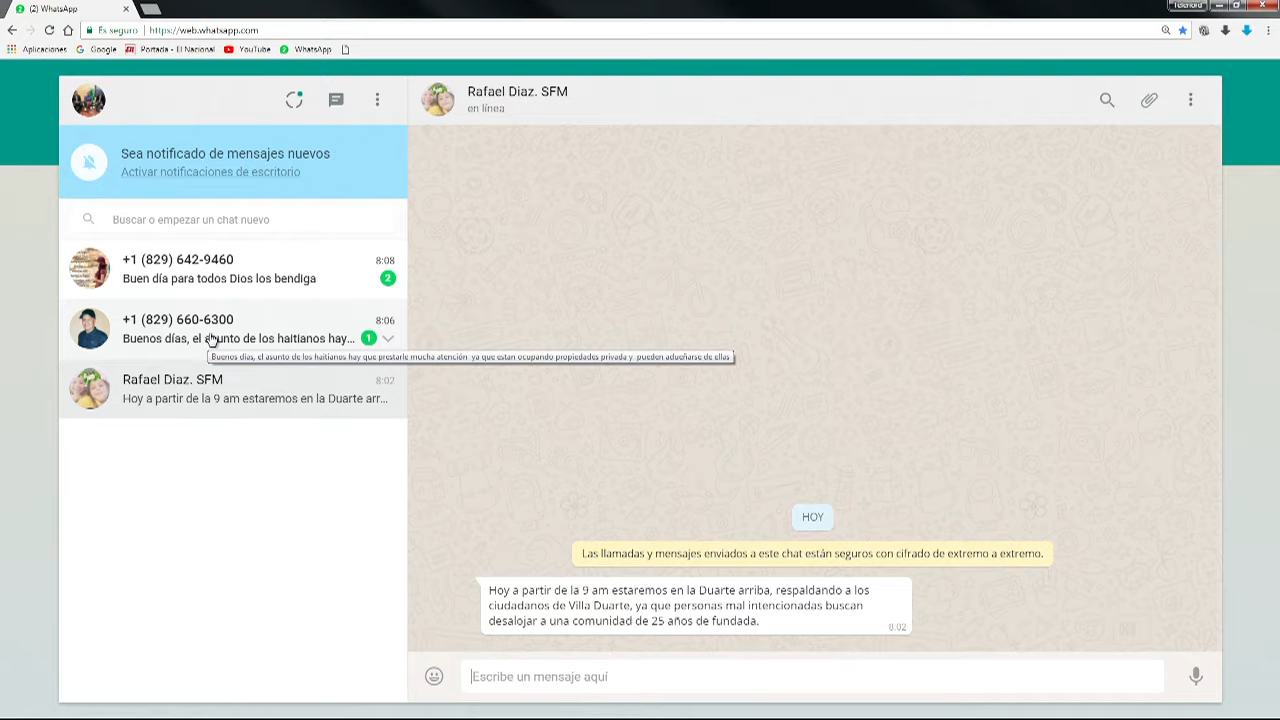 (2) WhatsApp
Telenord
Es seguro
https://web.whatsapp.com
Aplicaciones
Google
Portada - El Nacional
YouTube
WhatsApp
Rafael Diaz. SFM
en línea
Sea notificado de mensajes nuevos
Activar notificaciones de escritorio
Buscar o empezar un chat nuevo
+1 (829) 642-9460
8:08
Buen día para todos Dios los bendiga
2
+1 (829) 660-6300
8:06
Buenos días, el asunto de los haitianos hay...
1
Buenos días, el asunto de los haitianos hay que prestarle mucha atención ya que estan ocupando propiedades privada y pueden adueñarse de ellas
Rafael Diaz. SFM
8:02
Hoy a partir de la 9 am estaremos en la Duarte arr...
HOY
Las llamadas y mensajes enviados a este chat están seguros con cifrado de extremo a extremo.
Hoy a partir de la 9 am estaremos en la Duarte arriba, respaldando a los
ciudadanos de Villa Duarte, ya que personas mal intencionadas buscan
desalojar a una comunidad de 25 años de fundada.
8:02
Escribe un mensaje aquí